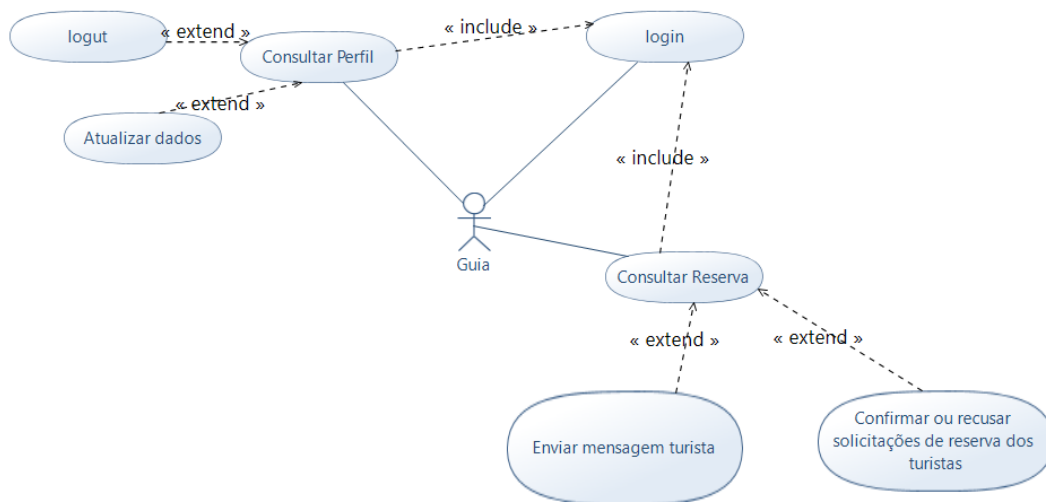 logut
« extend »
« include »
login
Consultar Perfil
« extend »
Atualizar dados
« include »
Guia
Consultar Reserva
« extend »
« extend »
Enviar mensagem turista
Confirmar ou recusar
solicitações de reserva dos
turistas